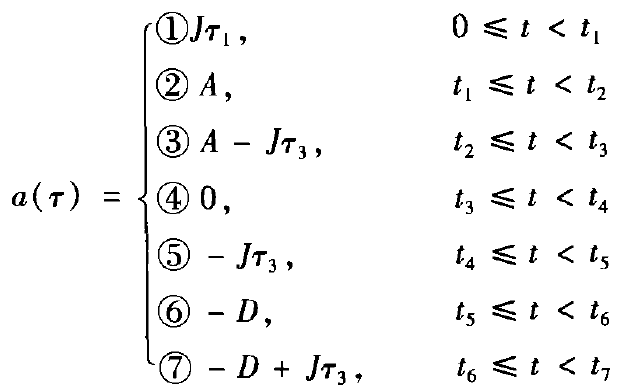 ①Jτ₁, 0 ≤ t < t₁
② A, t₁ ≤ t < t₂
③ A − Jτ₃, t₂ ≤ t < t₃
a(τ) = ④ 0, t₃ ≤ t < t₄
⑤ − Jτ₃, t₄ ≤ t < t₅
⑥ − D, t₅ ≤ t < t₆
⑦ − D + Jτ₃, t₆ ≤ t < t₇